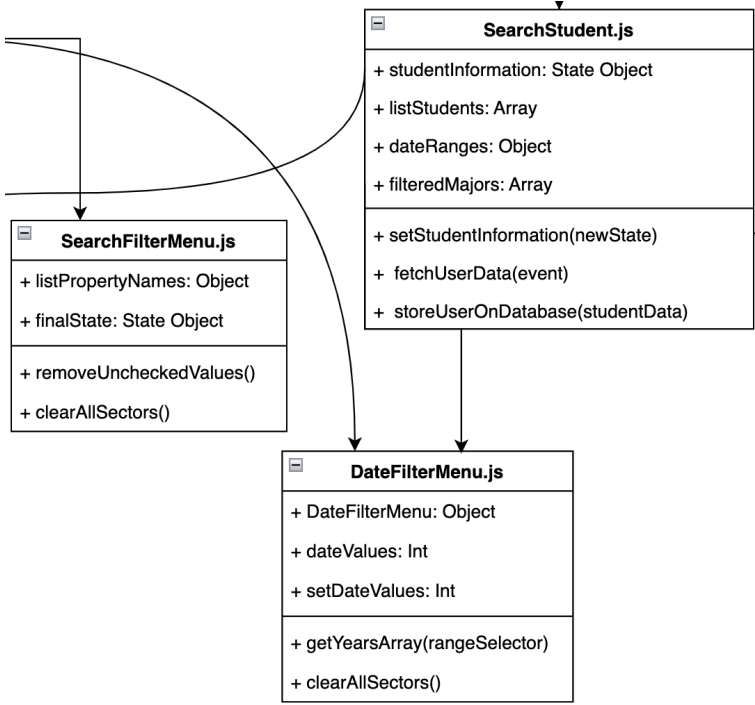 SearchStudent.js
+ studentInformation: State Object
+ listStudents: Array
+ dateRanges: Object
+ filteredMajors: Array
+ setStudentInformation(newState)
+ fetchUserData(event)
+ storeUserOnDatabase(studentData)
SearchFilterMenu.js
+ listPropertyNames: Object
+ finalState: State Object
+ removeUncheckedValues()
+ clearAllSectors()
DateFilterMenu.js
+ DateFilterMenu: Object
+ dateValues: Int
+ setDateValues: Int
+ getYearsArray(rangeSelector)
+ clearAllSectors()